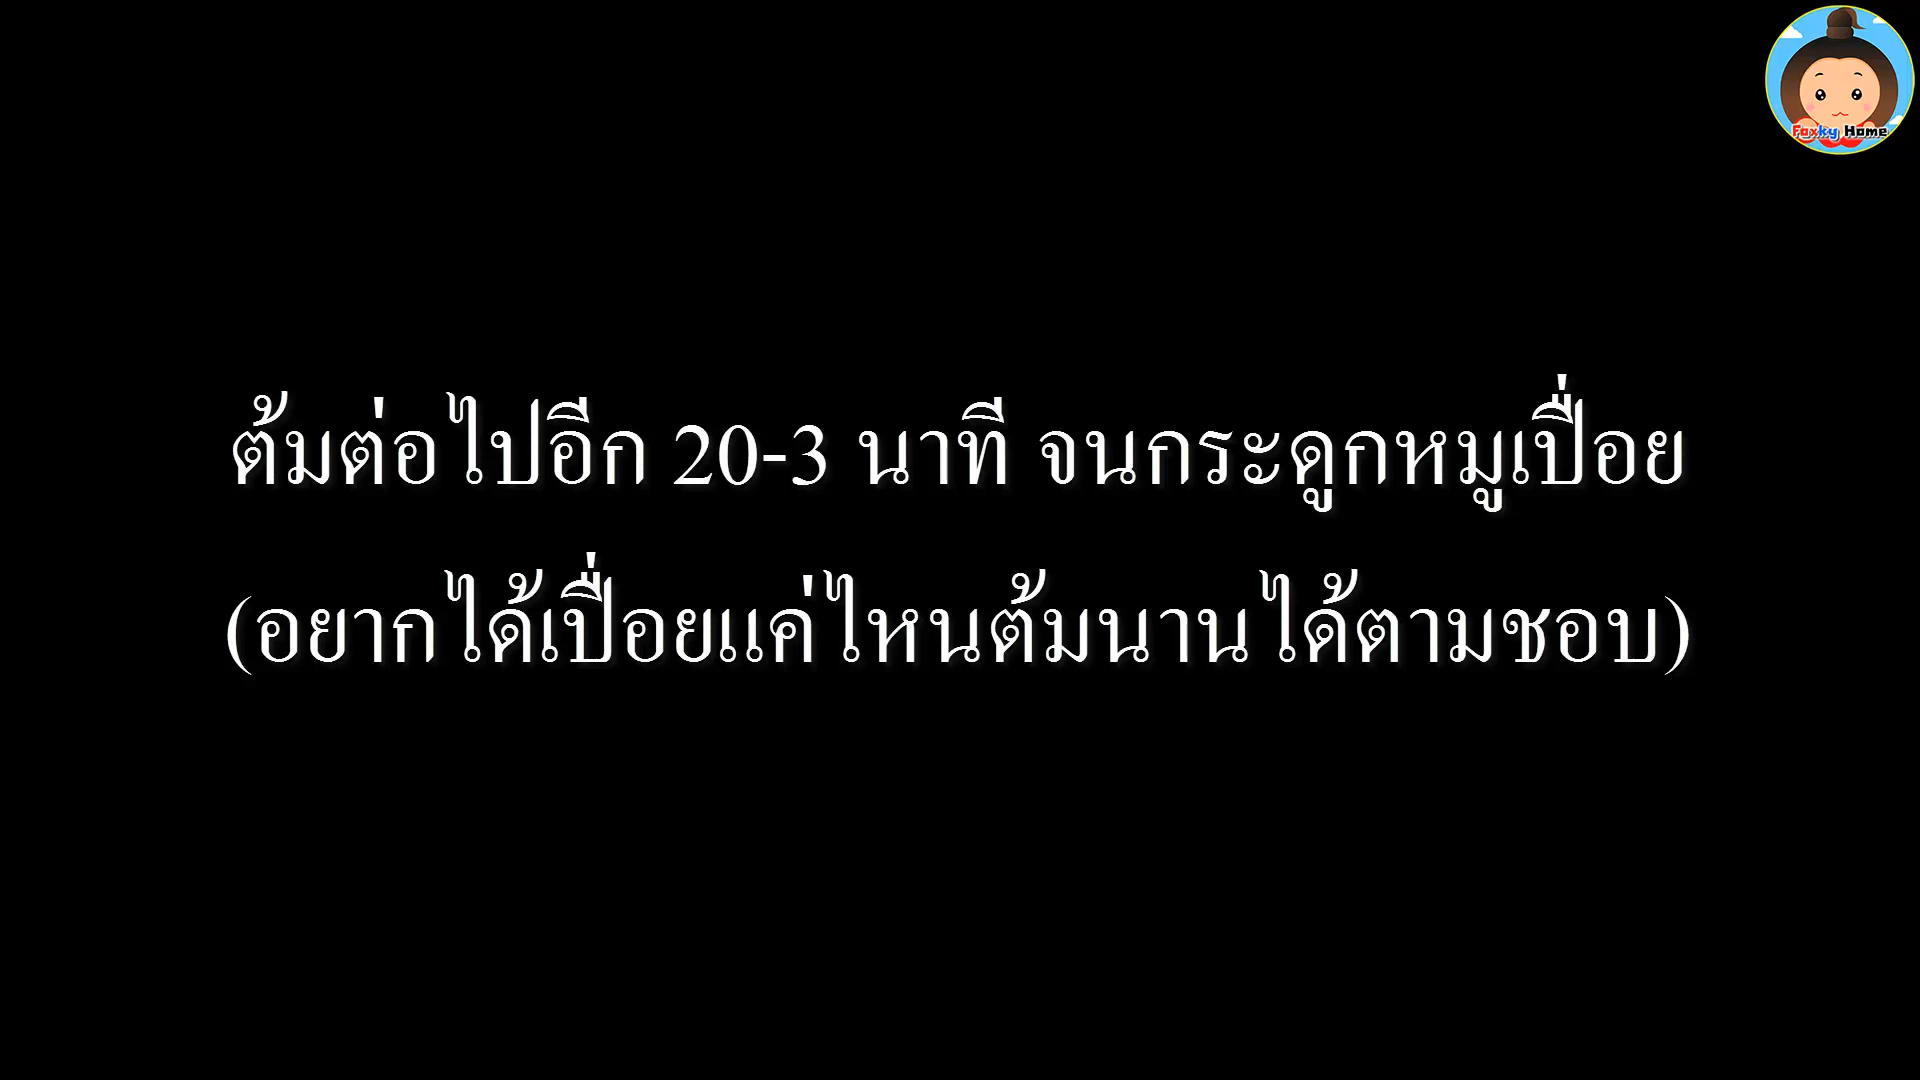 Foxky Home
ต้มต่อไปอีก 20-3 นาที จนกระดูกหมูเปื่อย
(อยากได้เปื่อยแค่ไหนต้มนานได้ตามชอบ)